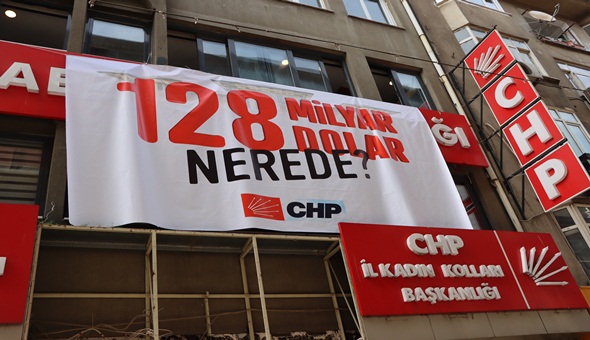 128 MİLYAR
DOLAR
NEREDE?
CHP
CHP
CHP
İL KADIN KOLLARI
BAŞKANLIĞI